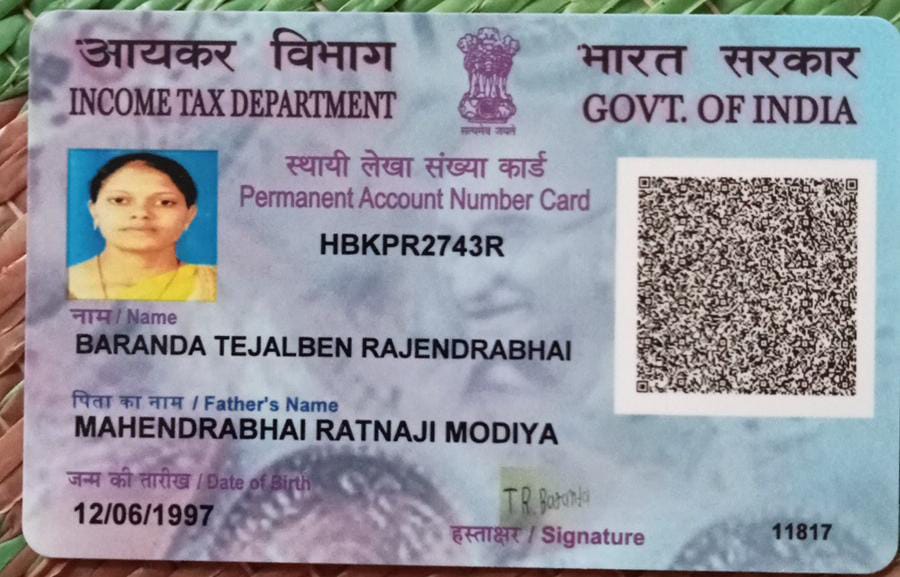 आयकर विभाग
INCOME TAX DEPARTMENT
सत्यमेव जयते
भारत सरकार
GOVT. OF INDIA
स्थायी लेखा संख्या कार्ड
Permanent Account Number Card
HBKPR2743R
नाम / Name
BARANDA TEJALBEN RAJENDRABHAI
पिता का नाम / Father's Name
MAHENDRABHAI RATNAJI MODIYA
जन्म की तारीख / Date of Birth
12/06/1997
T.R. Baranda
हस्ताक्षर / Signature
11817